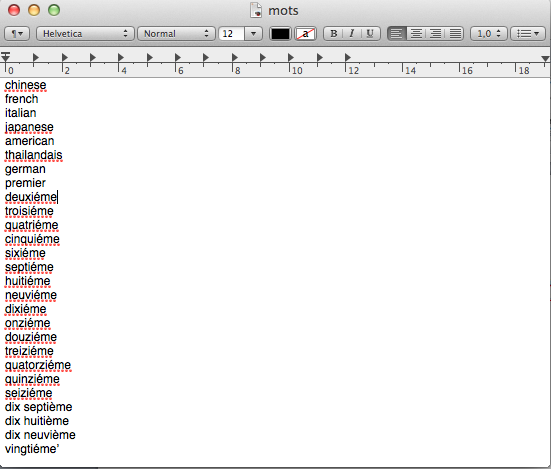 mots
¶ Helvetica Normal 12 a B I U 1,0
0 2 4 6 8 10 12 14 16 18
chinese
french
italian
japanese
american
thailandais
german
premier
deuxiéme
troisiéme
quatriéme
cinquiéme
sixiéme
septiéme
huitiéme
neuviéme
dixiéme
onziéme
douziéme
treiziéme
quatorziéme
quinziéme
seiziéme
dix septième
dix huitième
dix neuvième
vingtiéme'